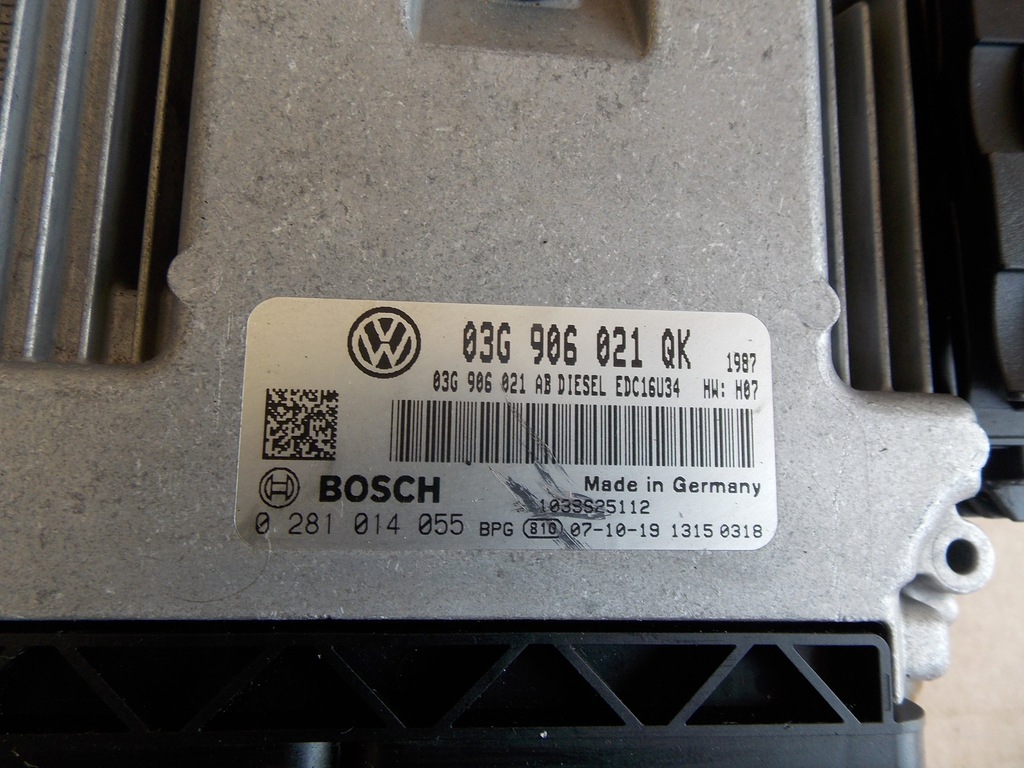 03G 906 021 QK 1987
03G 906 021 AB DIESEL EDC16U34 HW: H07
BOSCH Made in Germany
1039S25112
0 281 014 055 BPG 810 07-10-19 1315 0318